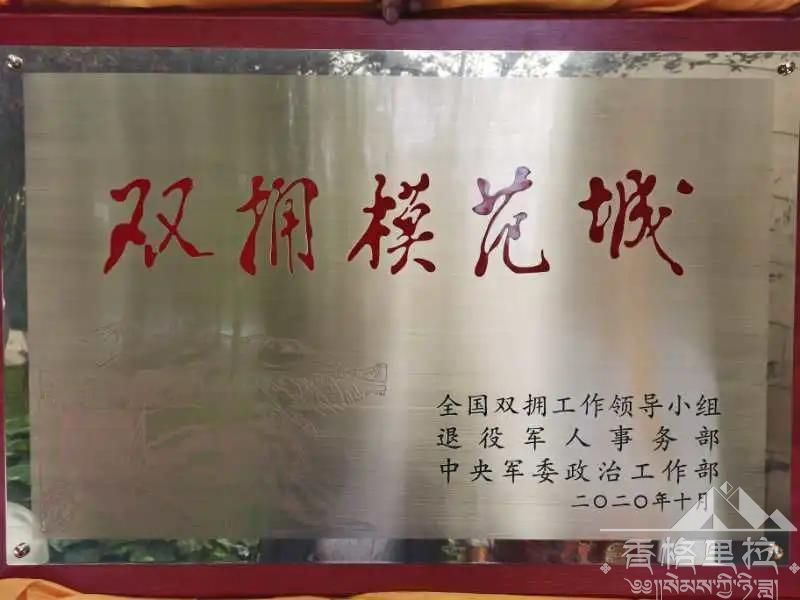 双拥模范城
全国双拥工作领导小组
退役军人事务部
中央军委政治工作部
二〇二〇年十月
香格里拉
༄༅།སེམས་ཀྱི་ཉི་ཟླ།